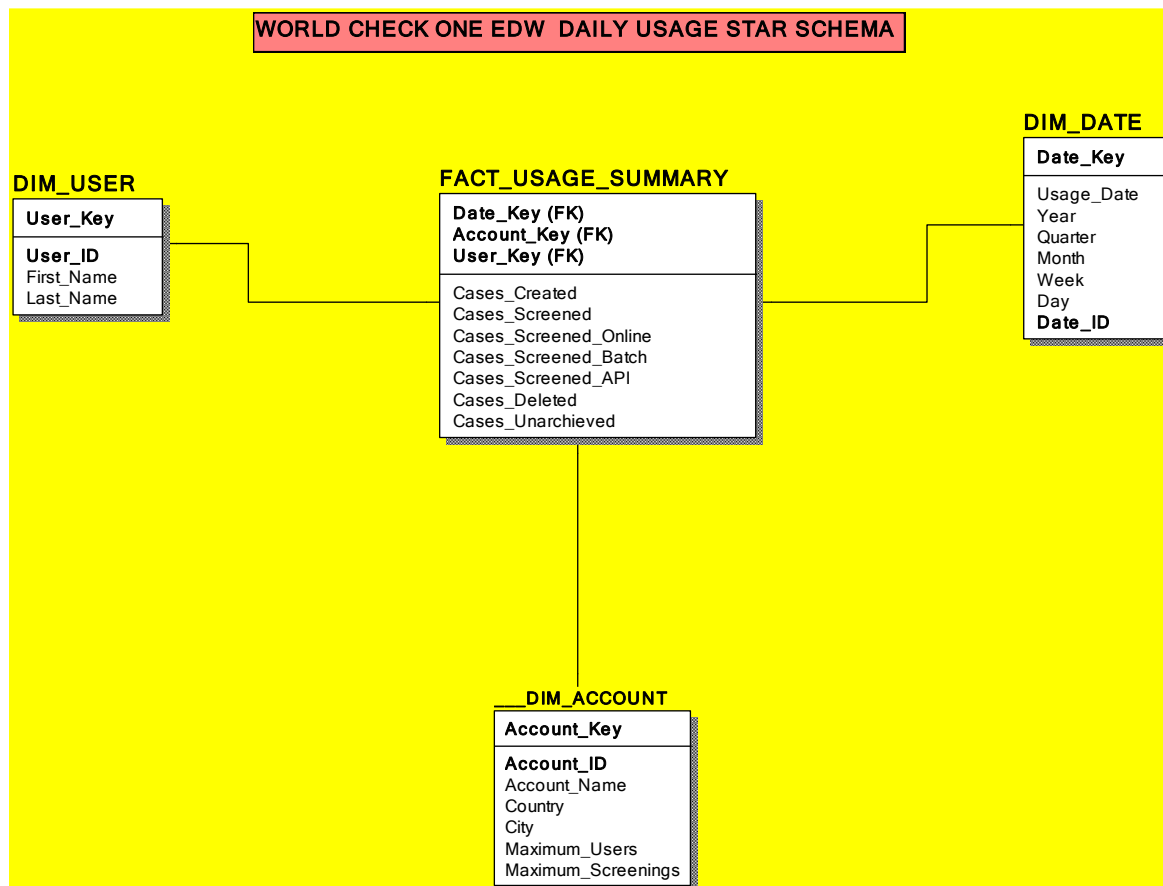 WORLD CHECK ONE EDW DAILY USAGE STAR SCHEMA
DIM_USER
User_Key
User_ID
First_Name
Last_Name
FACT_USAGE_SUMMARY
Date_Key (FK)
Account_Key (FK)
User_Key (FK)
Cases_Created
Cases_Screened
Cases_Screened_Online
Cases_Screened_Batch
Cases_Screened_API
Cases_Deleted
Cases_Unarchieved
DIM_DATE
Date_Key
Usage_Date
Year
Quarter
Month
Week
Day
Date_ID
___DIM_ACCOUNT
Account_Key
Account_ID
Account_Name
Country
City
Maximum_Users
Maximum_Screenings